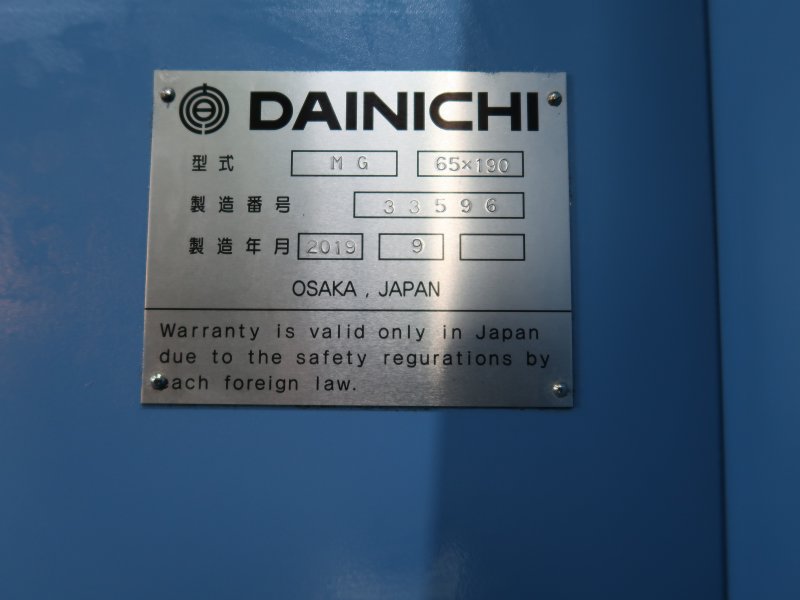 DAINICHI
型式 MG 65×190
製造番号 33596
製造年月 2019 9
OSAKA , JAPAN
Warranty is valid only in Japan
due to the safety regurations by
each foreign law.